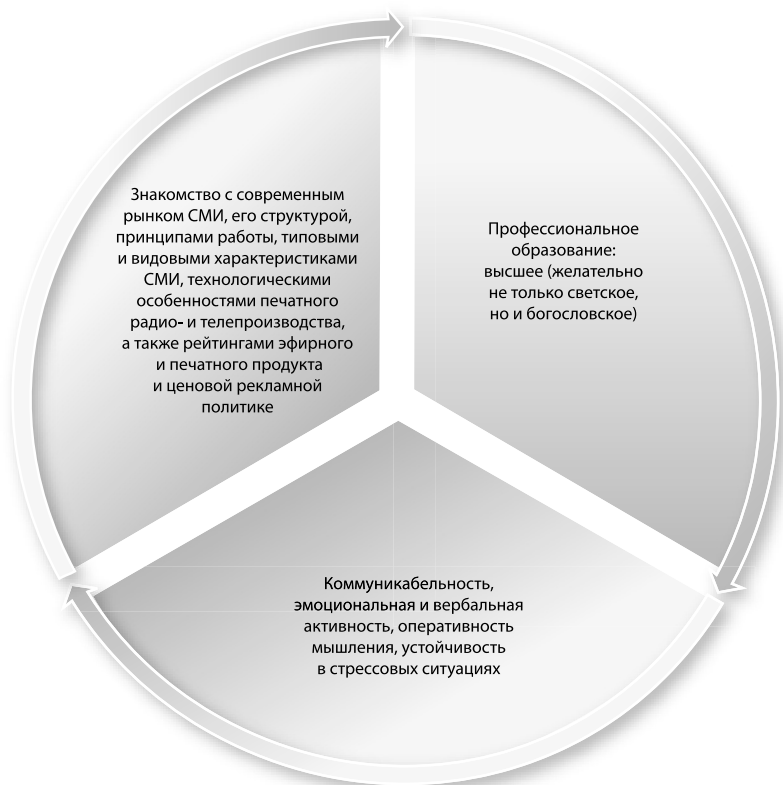 Знакомство с современным
рынком СМИ, его структурой,
принципами работы, типовыми
и видовыми характеристиками
СМИ, технологическими
особенностями печатного
радио- и телепроизводства,
а также рейтингами эфирного
и печатного продукта
и ценовой рекламной
политике
Профессиональное
образование:
высшее (желательно
не только светское,
но и богословское)
Коммуникабельность,
эмоциональная и вербальная
активность, оперативность
мышления, устойчивость
в стрессовых ситуациях